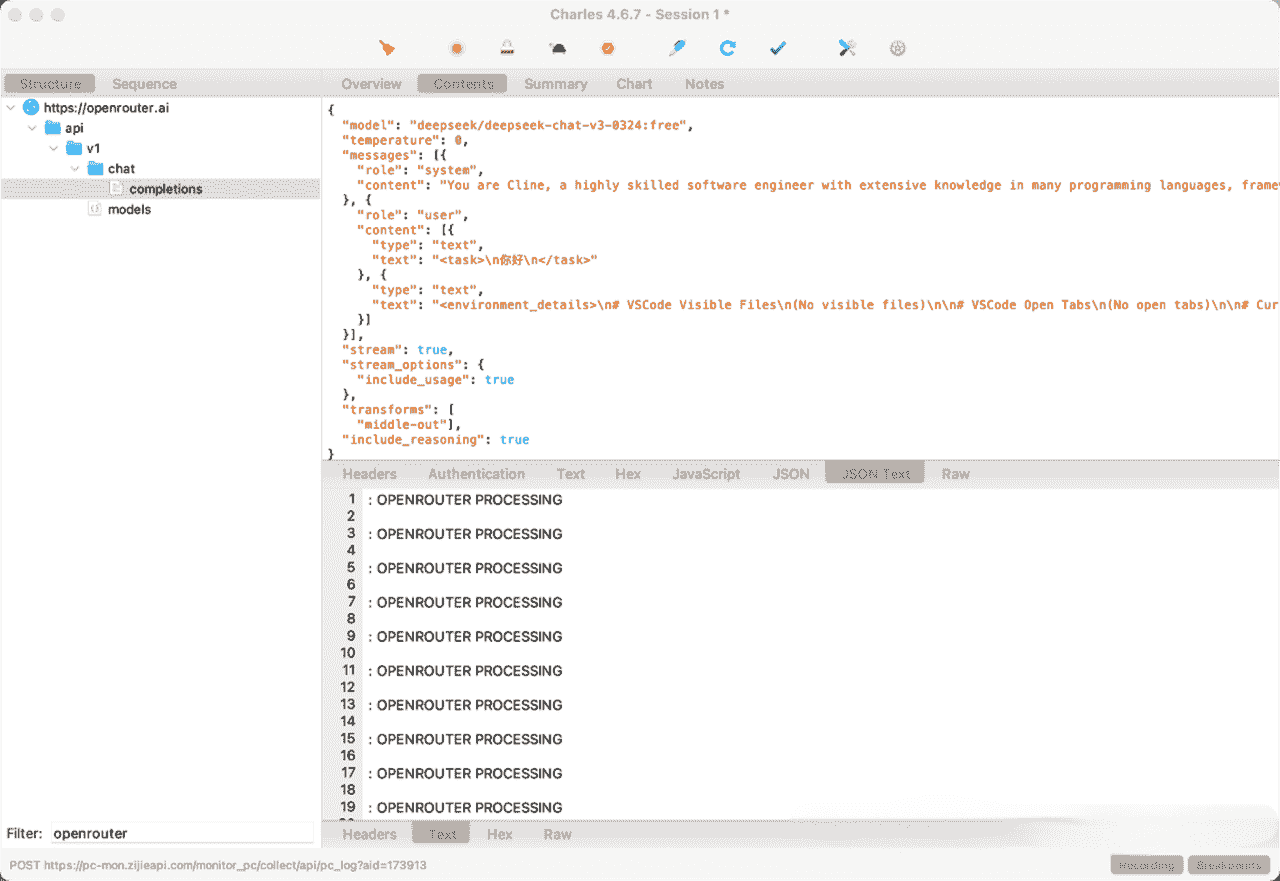 Charles 4.6.7 - Session 1 *
Structure Sequence
Overview Contents Summary Chart Notes
https://openrouter.ai
api
v1
chat
completions
models
{
"model": "deepseek/deepseek-chat-v3-0324:free",
"temperature": 0,
"messages": [{
"role": "system",
"content": "You are Cline, a highly skilled software engineer with extensive knowledge in many programming languages, frame
}, {
"role": "user",
"content": [{
"type": "text",
"text": "<task>\n你好\n</task>"
}, {
"type": "text",
"text": "<environment_details>\n# VSCode Visible Files\n(No visible files)\n\n# VSCode Open Tabs\n(No open tabs)\n\n# Cur
}]
}],
"stream": true,
"stream_options": {
"include_usage": true
},
"transforms": [
"middle-out"],
"include_reasoning": true
}
Headers Authentication Text Hex JavaScript JSON JSON Text Raw
1 : OPENROUTER PROCESSING
2
3 : OPENROUTER PROCESSING
4
5 : OPENROUTER PROCESSING
6
7 : OPENROUTER PROCESSING
8
9 : OPENROUTER PROCESSING
10
11 : OPENROUTER PROCESSING
12
13 : OPENROUTER PROCESSING
14
15 : OPENROUTER PROCESSING
16
17 : OPENROUTER PROCESSING
18
19 : OPENROUTER PROCESSING
Filter: openrouter
Headers Text Hex Raw
POST https://pc-mon.zijieapi.com/monitor_pc/collect/api/pc_log?aid=173913
Recording Breakpoints